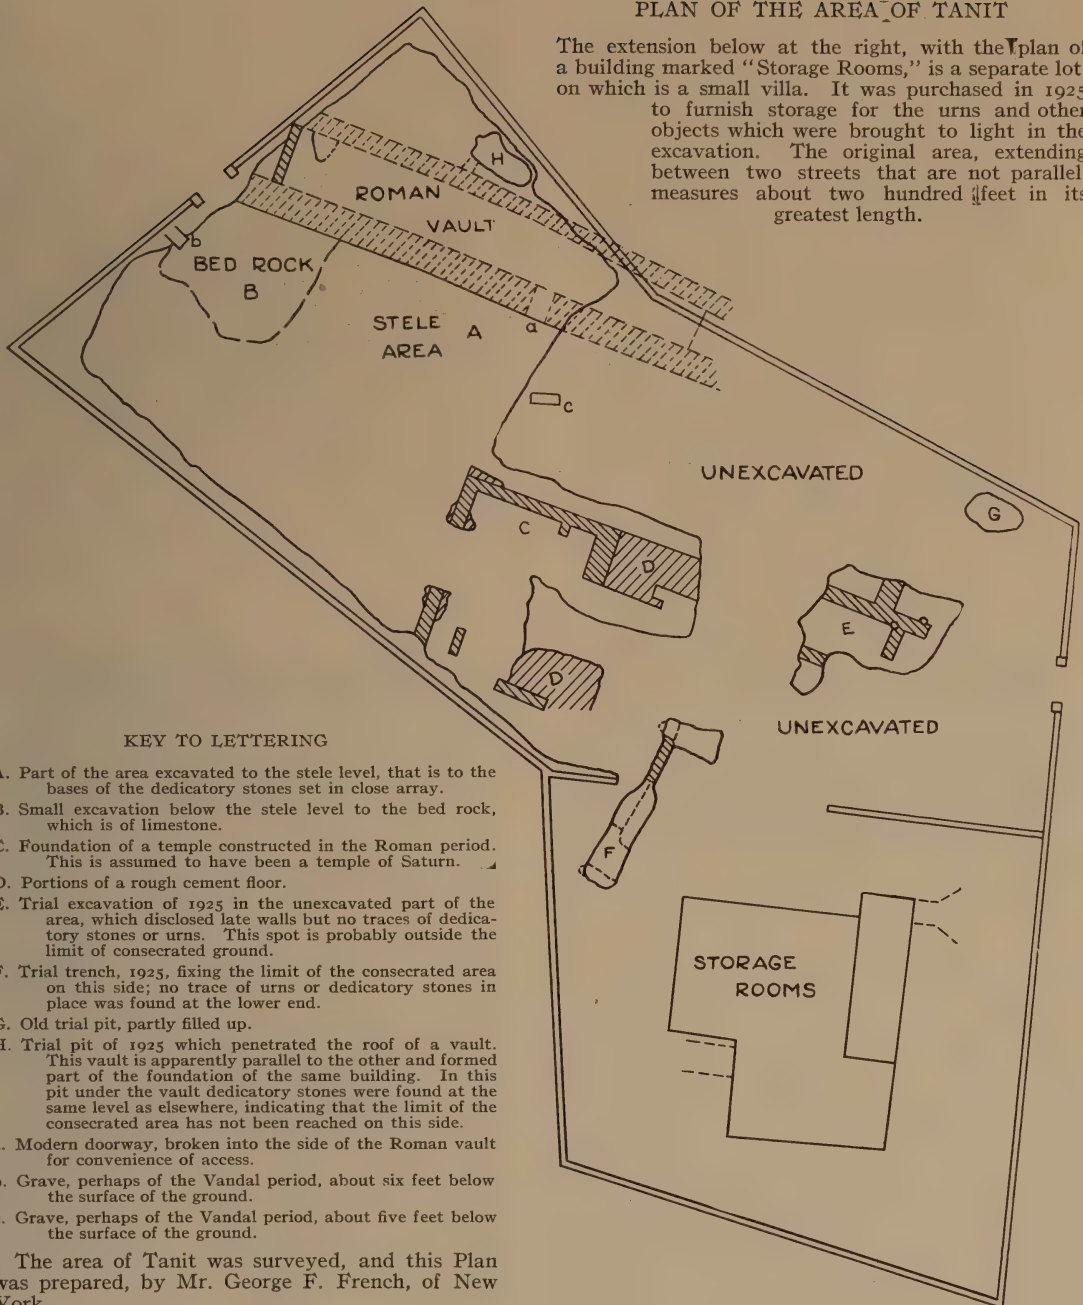 PLAN OF THE AREA OF TANIT
The extension below at the right, with the plan of
a building marked “Storage Rooms,” is a separate lot
on which is a small villa. It was purchased in 1925
to furnish storage for the urns and other
objects which were brought to light in the
excavation. The original area, extending
between two streets that are not parallel
measures about two hundred feet in its
greatest length.
H
ROMAN
VAULT
b
BED ROCK
B
STELE A a
AREA
c
UNEXCAVATED
G
C
D
E
D
UNEXCAVATED
F
STORAGE
ROOMS
KEY TO LETTERING
A. Part of the area excavated to the stele level, that is to the
bases of the dedicatory stones set in close array.
B. Small excavation below the stele level to the bed rock,
which is of limestone.
C. Foundation of a temple constructed in the Roman period.
This is assumed to have been a temple of Saturn.
D. Portions of a rough cement floor.
E. Trial excavation of 1925 in the unexcavated part of the
area, which disclosed late walls but no traces of dedica-
tory stones or urns. This spot is probably outside the
limit of consecrated ground.
F. Trial trench, 1925, fixing the limit of the consecrated area
on this side; no trace of urns or dedicatory stones in
place was found at the lower end.
G. Old trial pit, partly filled up.
H. Trial pit of 1925 which penetrated the roof of a vault.
This vault is apparently parallel to the other and formed
part of the foundation of the same building. In this
pit under the vault dedicatory stones were found at the
same level as elsewhere, indicating that the limit of the
consecrated area has not been reached on this side.
. Modern doorway, broken into the side of the Roman vault
for convenience of access.
. Grave, perhaps of the Vandal period, about six feet below
the surface of the ground.
. Grave, perhaps of the Vandal period, about five feet below
the surface of the ground.
The area of Tanit was surveyed, and this Plan
was prepared, by Mr. George F. French, of New
York.